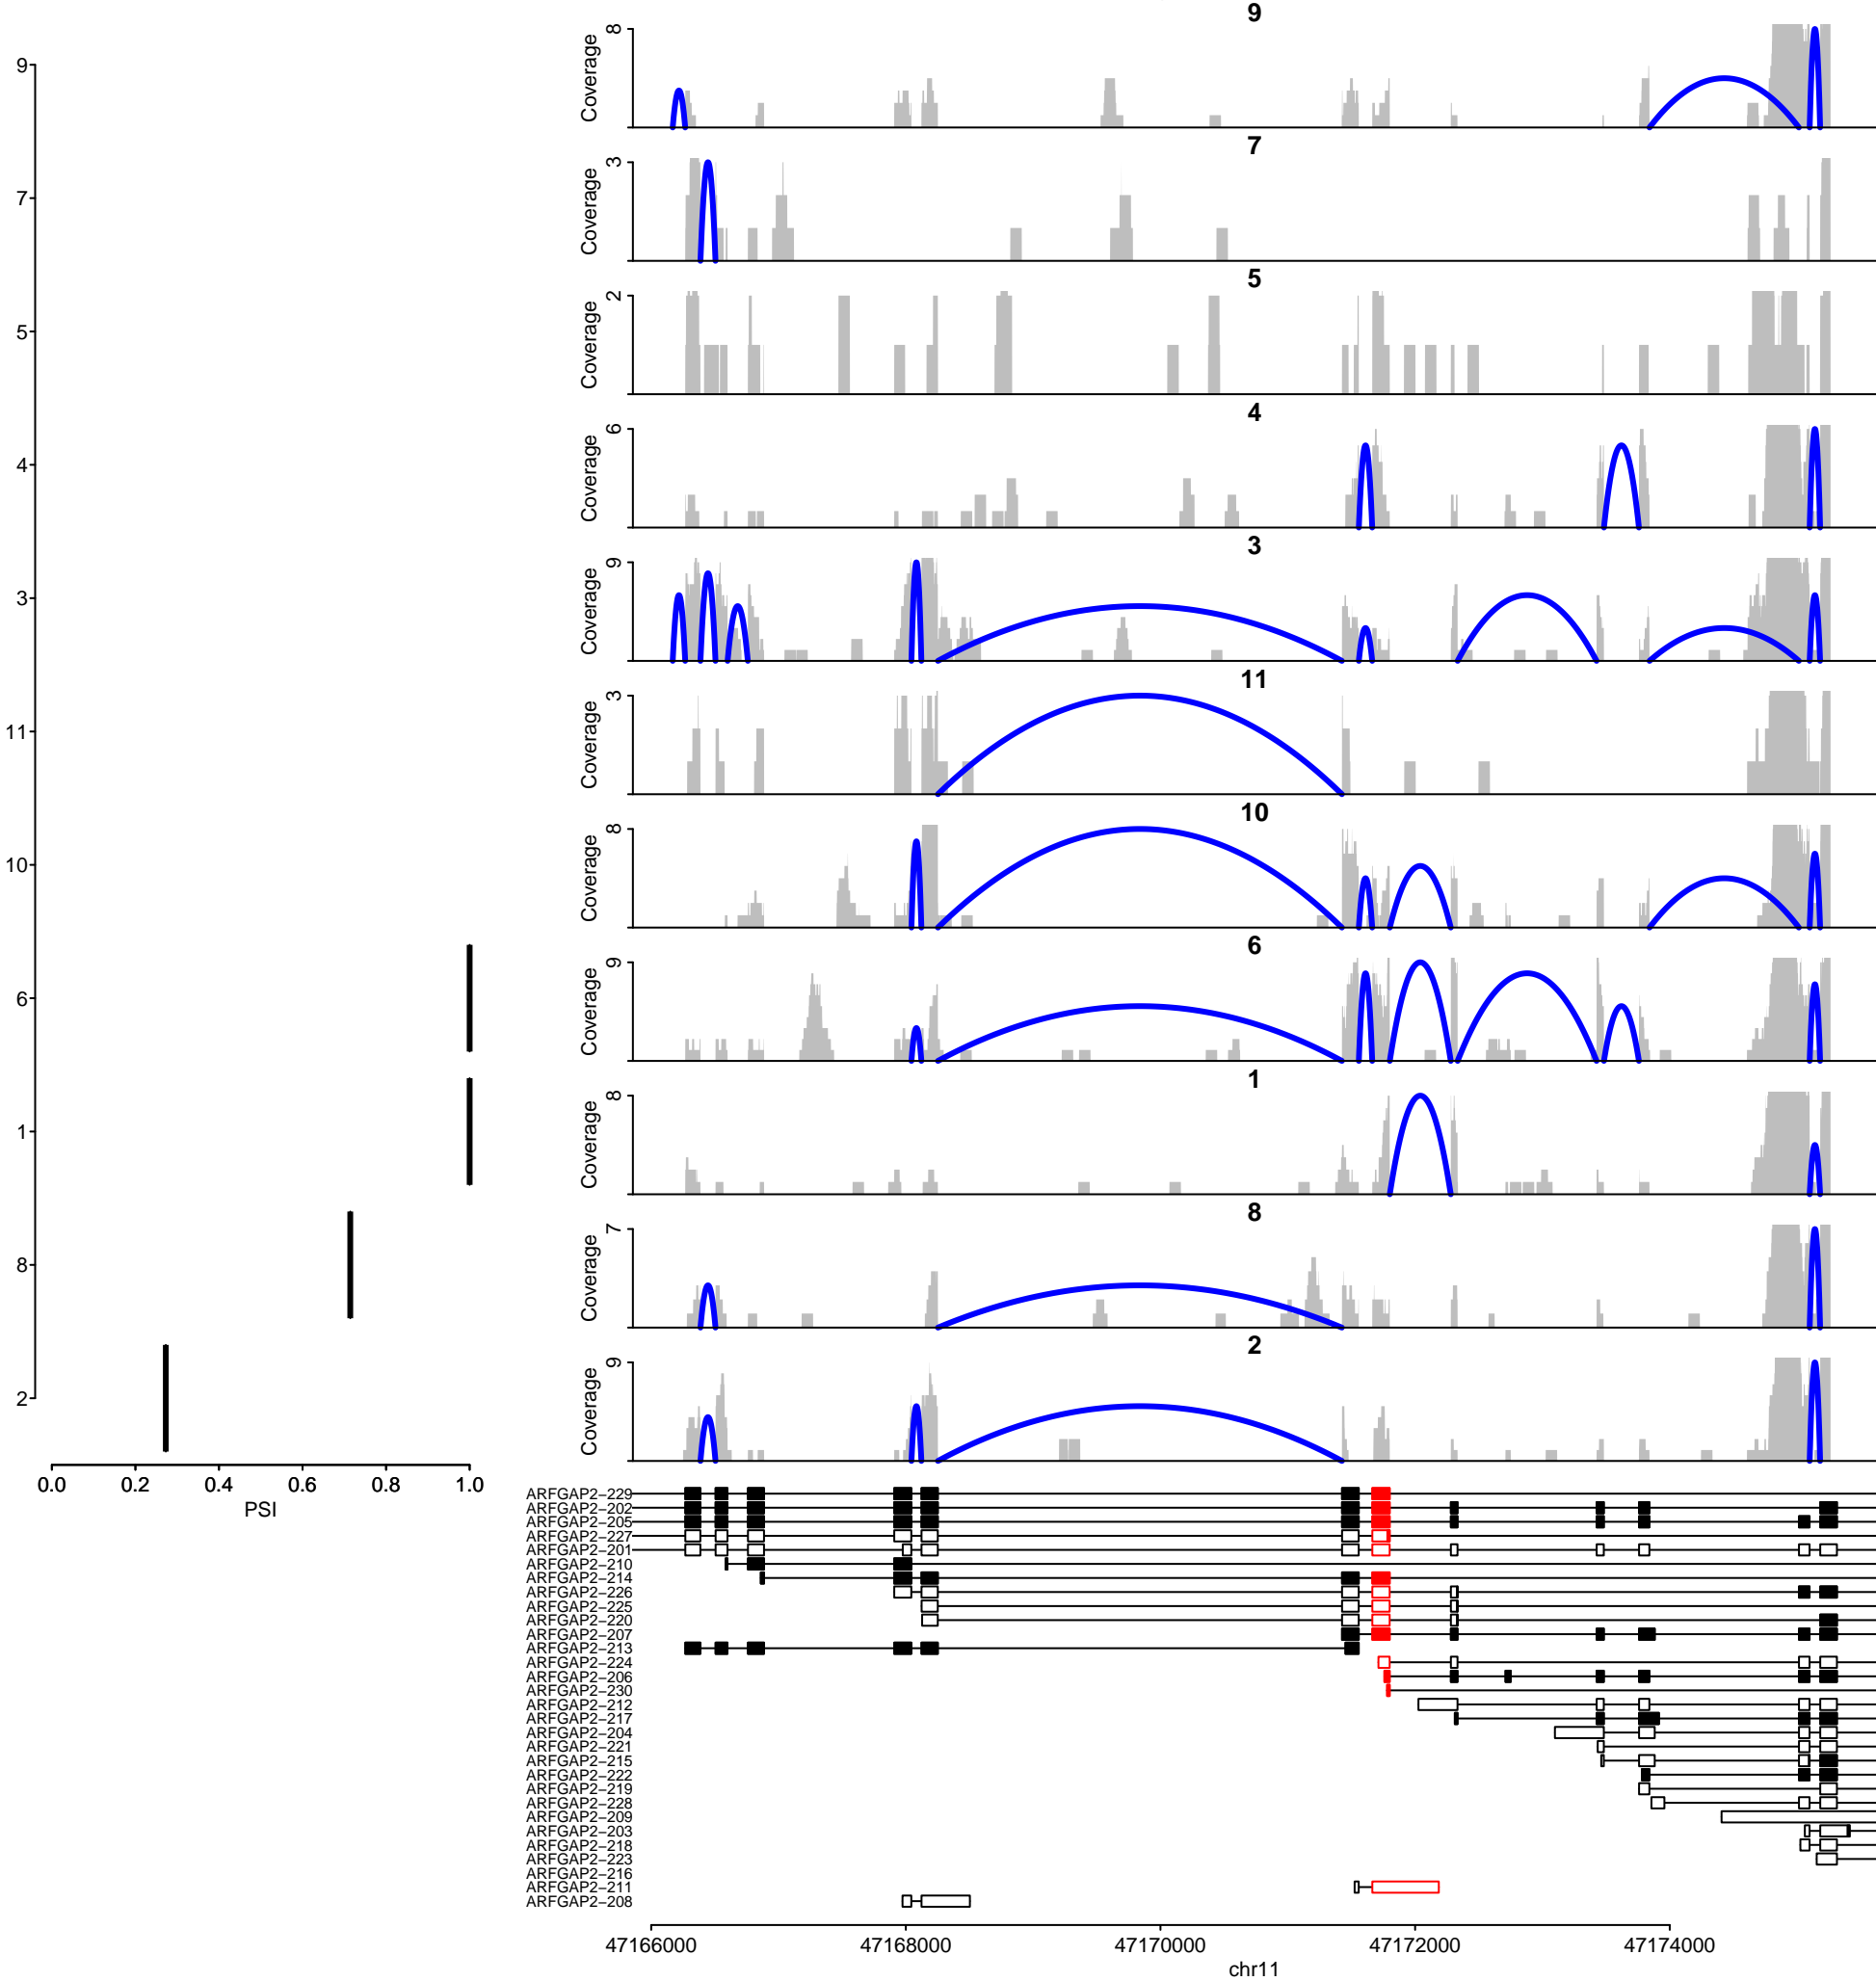 9
8
Coverage
9
7
3
Coverage
7
5
2
Coverage
5
4
6
Coverage
4
3
9
Coverage
3
11
3
Coverage
11
10
8
Coverage
10
6
9
Coverage
6
1
8
Coverage
1
8
7
Coverage
8
2
9
Coverage
2
0.0 0.2 0.4 0.6 0.8 1.0
PSI
ARFGAP2−229
ARFGAP2−202
ARFGAP2−205
ARFGAP2−227
ARFGAP2−201
ARFGAP2−210
ARFGAP2−214
ARFGAP2−226
ARFGAP2−225
ARFGAP2−220
ARFGAP2−207
ARFGAP2−213
ARFGAP2−224
ARFGAP2−206
ARFGAP2−230
ARFGAP2−212
ARFGAP2−217
ARFGAP2−204
ARFGAP2−221
ARFGAP2−215
ARFGAP2−222
ARFGAP2−219
ARFGAP2−228
ARFGAP2−209
ARFGAP2−203
ARFGAP2−218
ARFGAP2−223
ARFGAP2−216
ARFGAP2−211
ARFGAP2−208
47166000 47168000 47170000 47172000 47174000
chr11